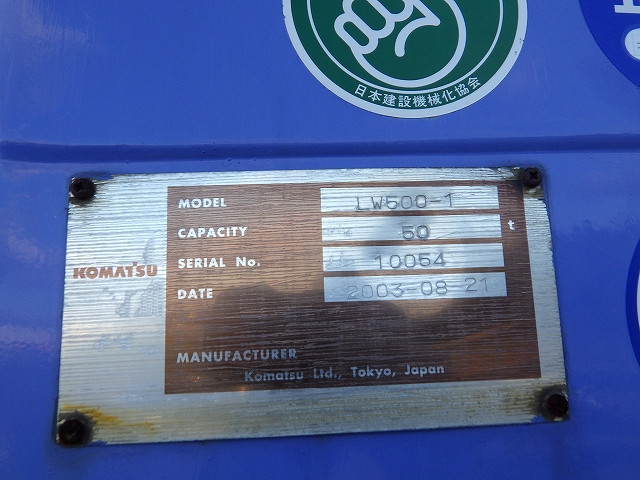 日本建設機械化協会
MODEL LW500-1
CAPACITY 50 t
KOMATSU
SERIAL No. 10054
DATE 2003-08-21
MANUFACTURER
Komatsu Ltd., Tokyo, Japan